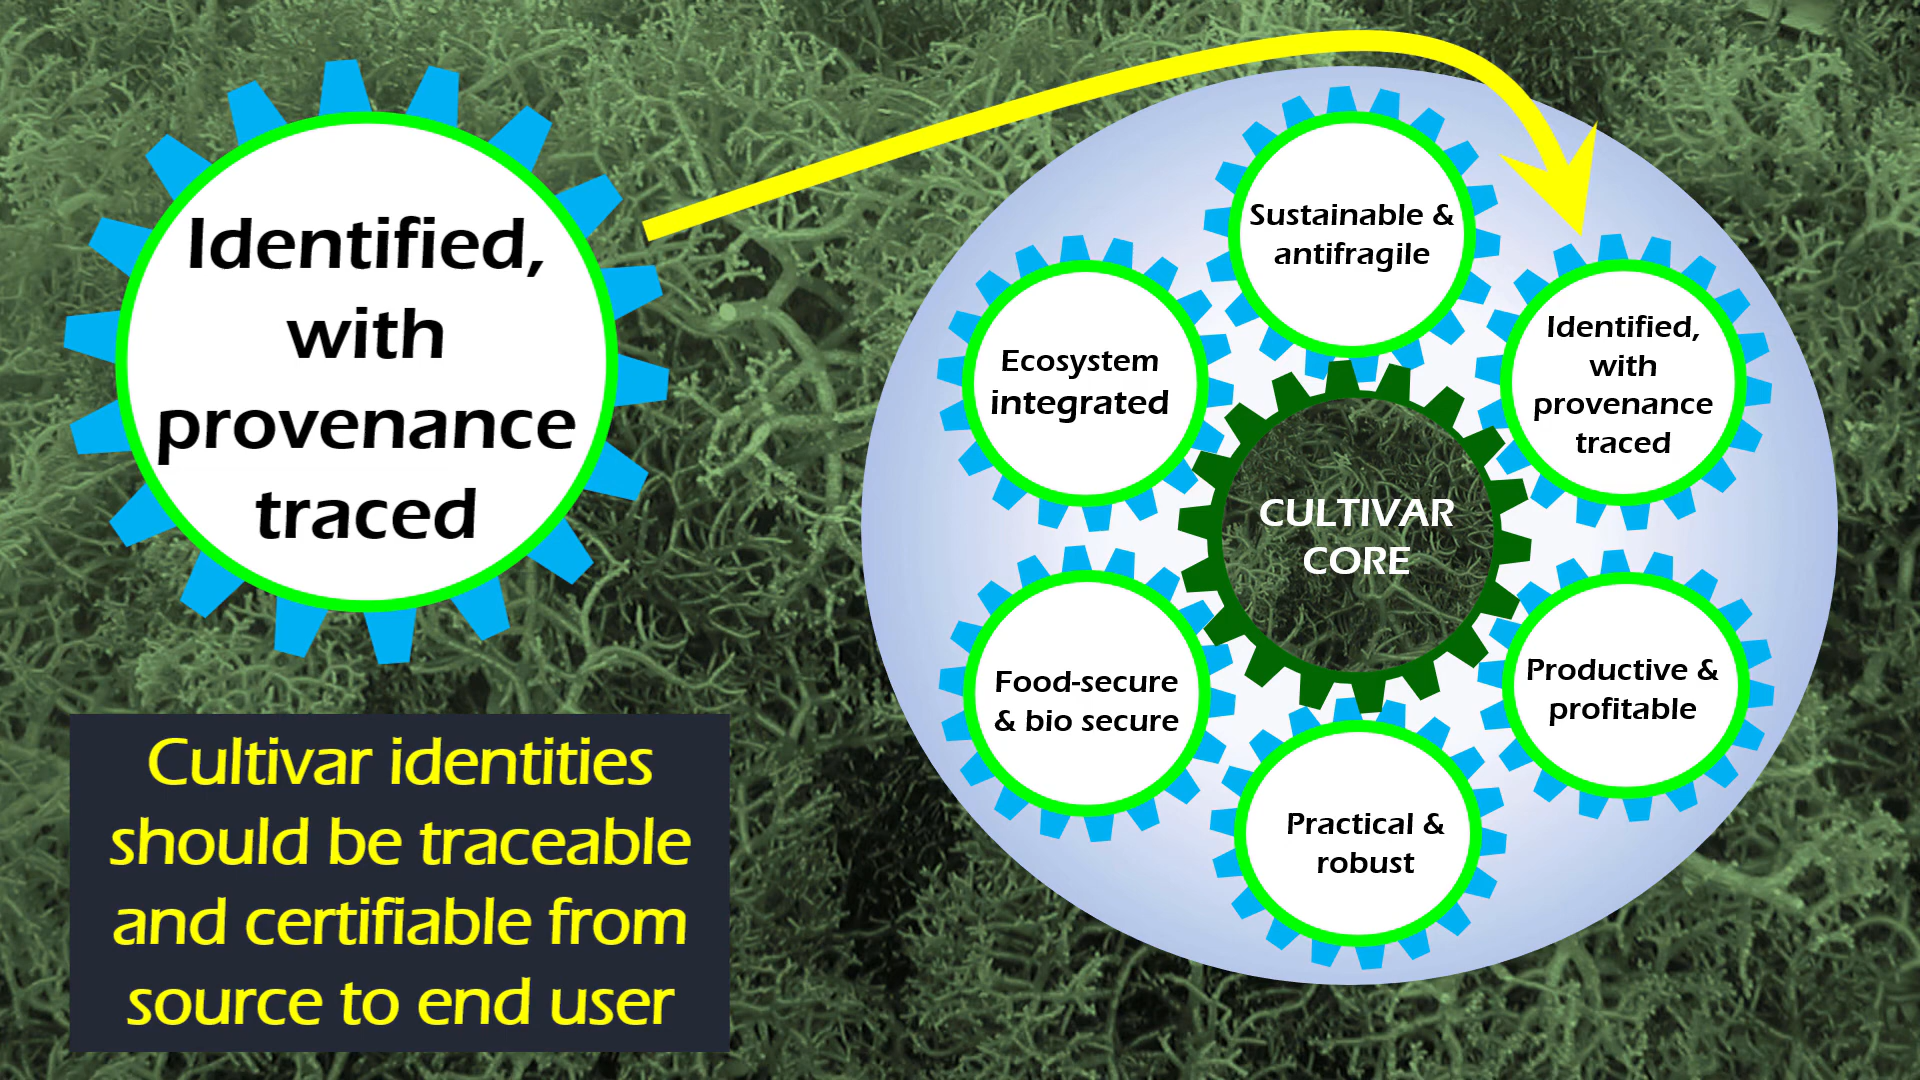 Identified,
with
provenance
traced
Cultivar identities
should be traceable
and certifiable from
source to end user
Sustainable &
antifragile
Identified,
with
provenance
traced
Ecosystem
integrated
CULTIVAR
CORE
Food-secure
& bio secure
Productive &
profitable
Practical &
robust